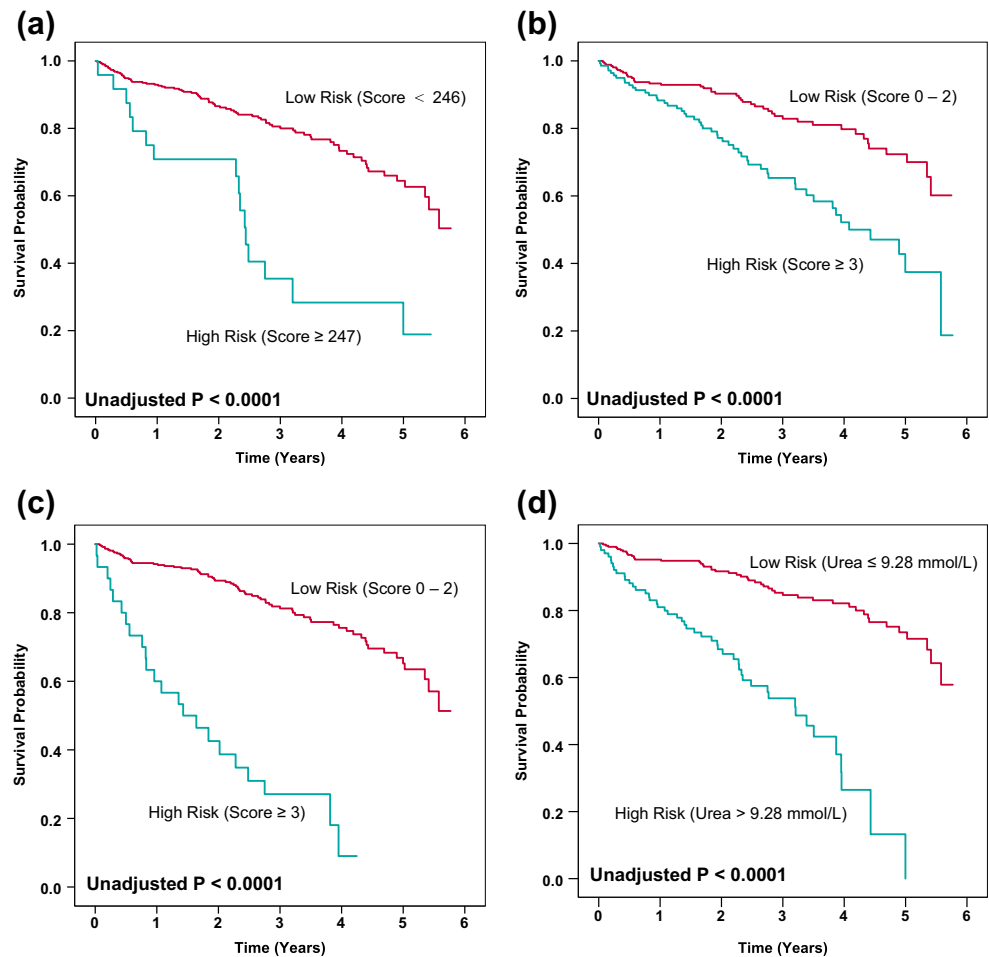 (a)
1.0
0.8
0.6
0.4
0.2
0.0
Survival Probability
Low Risk (Score < 246)
High Risk (Score ≥ 247)
Unadjusted P < 0.0001
0 1 2 3 4 5 6
Time (Years)
(b)
1.0
0.8
0.6
0.4
0.2
0.0
Survival Probability
Low Risk (Score 0 – 2)
High Risk (Score ≥ 3)
Unadjusted P < 0.0001
0 1 2 3 4 5 6
Time (Years)
(c)
1.0
0.8
0.6
0.4
0.2
0.0
Survival Probability
Low Risk (Score 0 – 2)
High Risk (Score ≥ 3)
Unadjusted P < 0.0001
0 1 2 3 4 5 6
Time (Years)
(d)
1.0
0.8
0.6
0.4
0.2
0.0
Survival Probability
Low Risk (Urea ≤ 9.28 mmol/L)
High Risk (Urea > 9.28 mmol/L)
Unadjusted P < 0.0001
0 1 2 3 4 5 6
Time (Years)